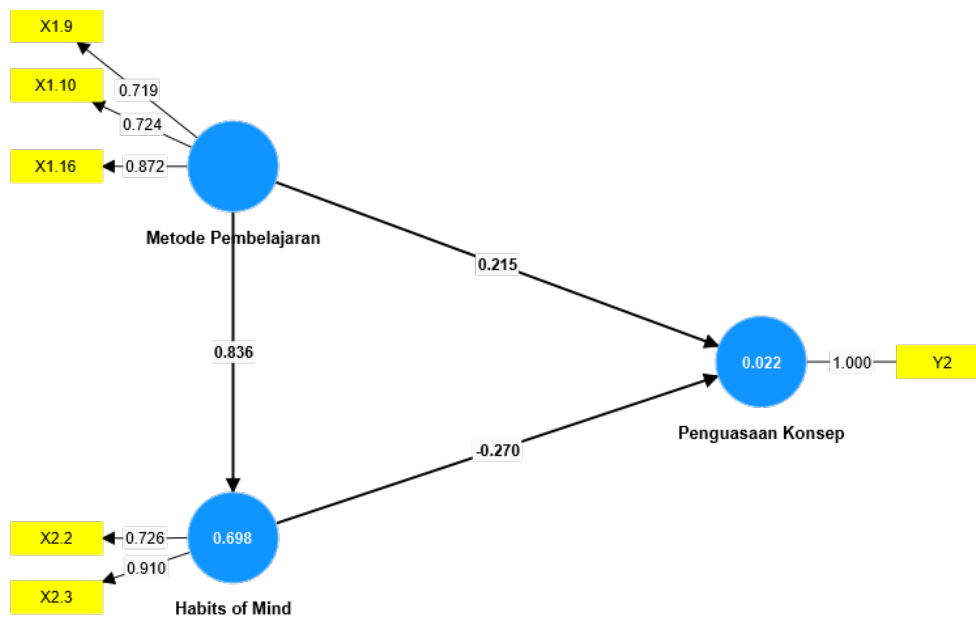 X1.9
0.719
X1.10
0.724
X1.16
0.872
Metode Pembelajaran
0.215
0.836
0.022
1.000
Y2
Penguasaan Konsep
-0.270
X2.2
0.726
0.698
0.910
X2.3
Habits of Mind